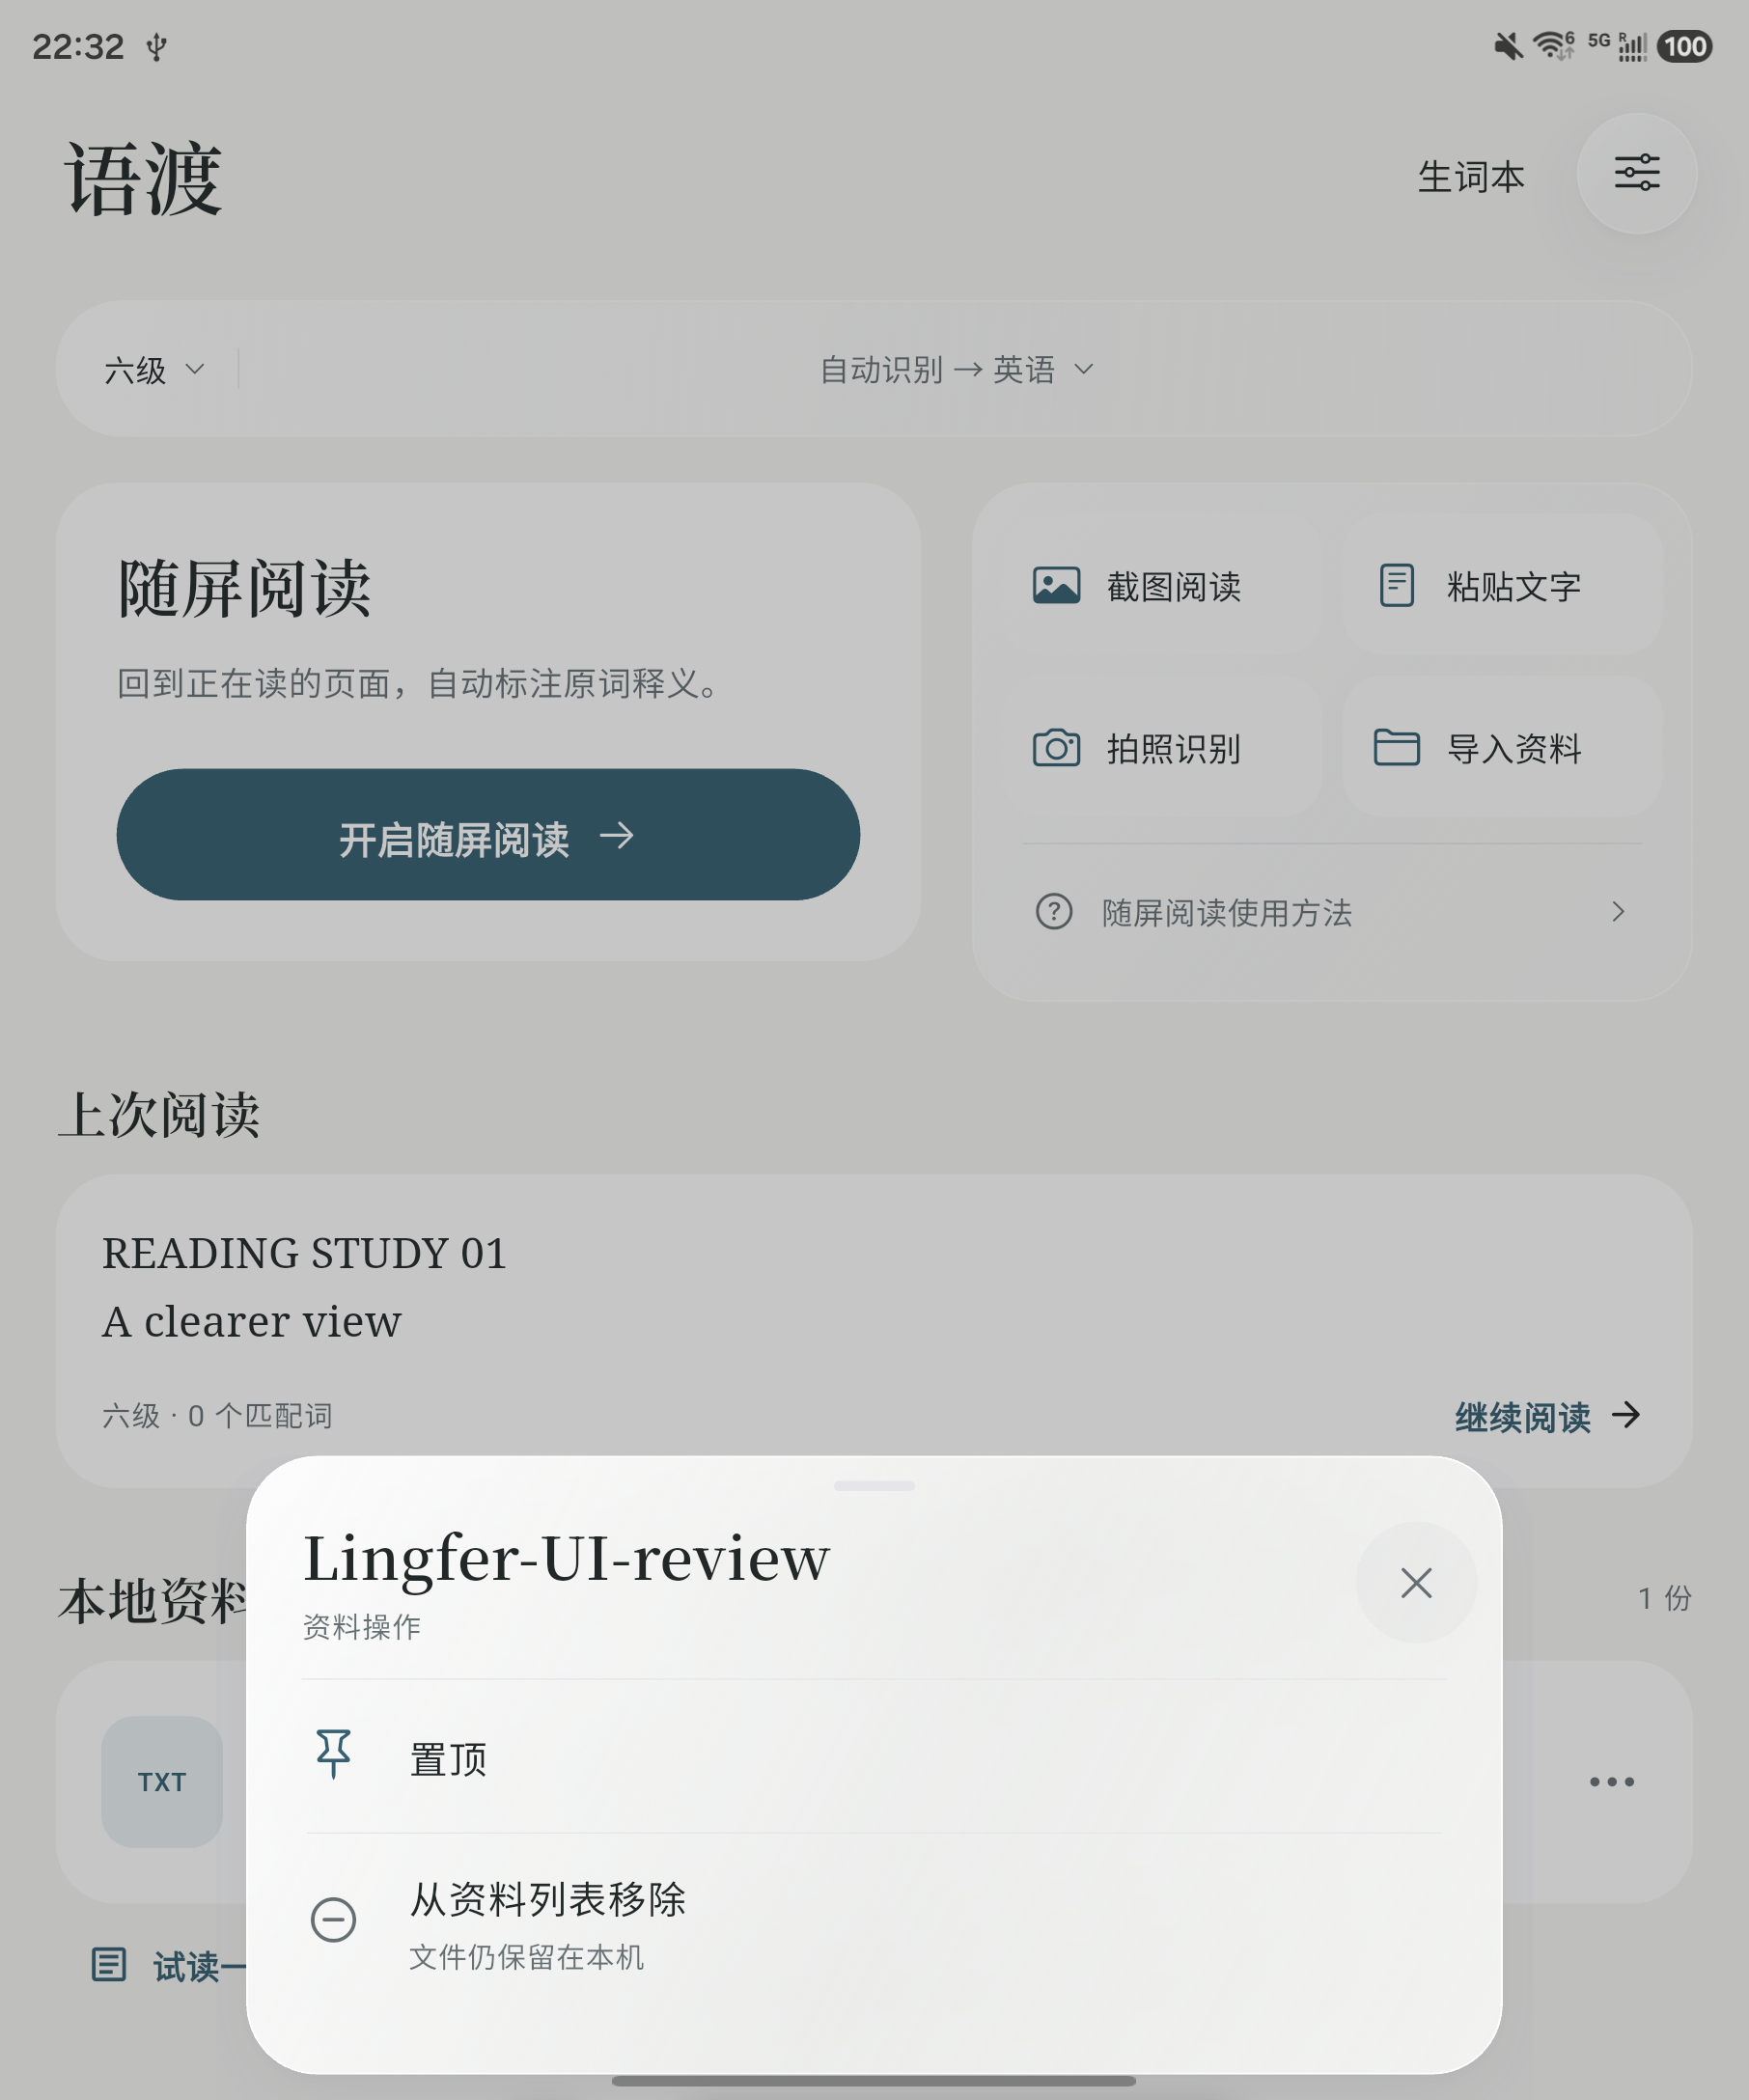 22:32
6 5G R 100
语渡
生词本
六级
自动识别 → 英语
随屏阅读
回到正在读的页面，自动标注原词释义。
开启随屏阅读 →
截图阅读
粘贴文字
拍照识别
导入资料
随屏阅读使用方法
上次阅读
READING STUDY 01
A clearer view
六级 · 0 个匹配词
继续阅读 →
本地资料
1 份
TXT
试读一
Lingfer-UI-review
资料操作
置顶
从资料列表移除
文件仍保留在本机